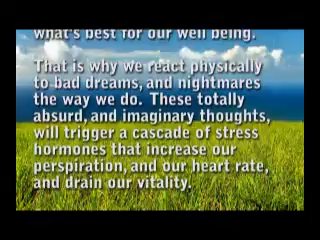 what's best for our well being.
That is why we react physically
to bad dreams, and nightmares
the way we do.  These totally
absurd, and imaginary thoughts,
will trigger a cascade of stress
hormones that increase our
perspiration, and our heart rate,
and drain our vitality.